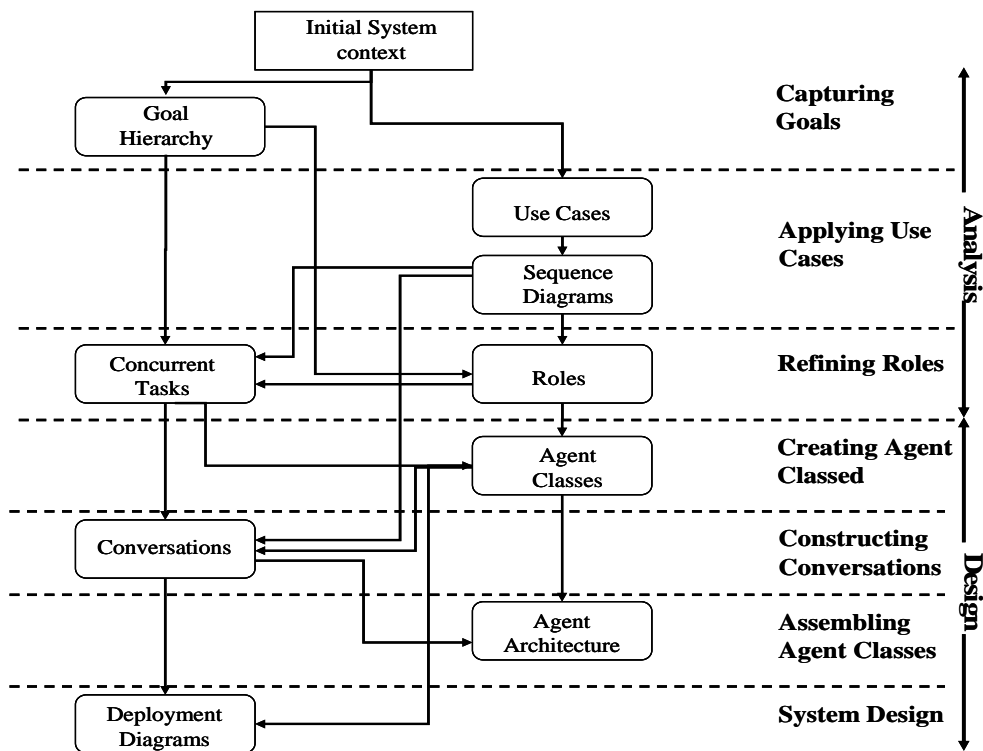 Initial System
context
Goal
Hierarchy
Capturing
Goals
Use Cases
Applying Use
Cases
Sequence
Diagrams
Analysis
Concurrent
Tasks
Roles
Refining Roles
Agent
Classes
Creating Agent
Classed
Conversations
Constructing
Conversations
Design
Agent
Architecture
Assembling
Agent Classes
Deployment
Diagrams
System Design